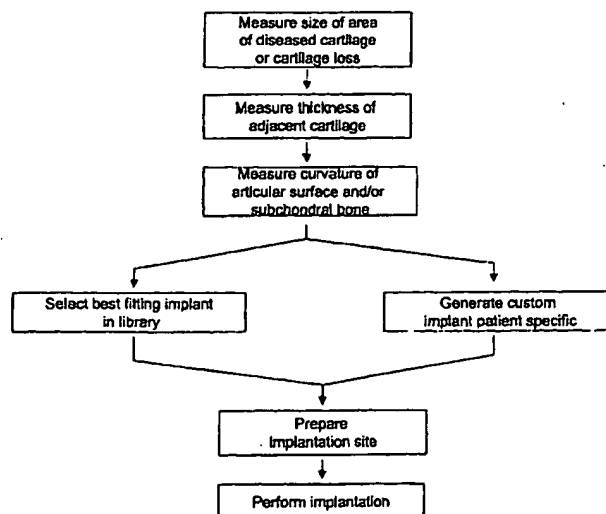 Measure size of area
of diseased cartilage
or cartilage loss
Measure thickness of
adjacent cartilage
Measure curvature of
articular surface and/or
subchondral bone
Select best fitting implant
in library
Generate custom
implant patient specific
Prepare
implantation site
Perform implantation